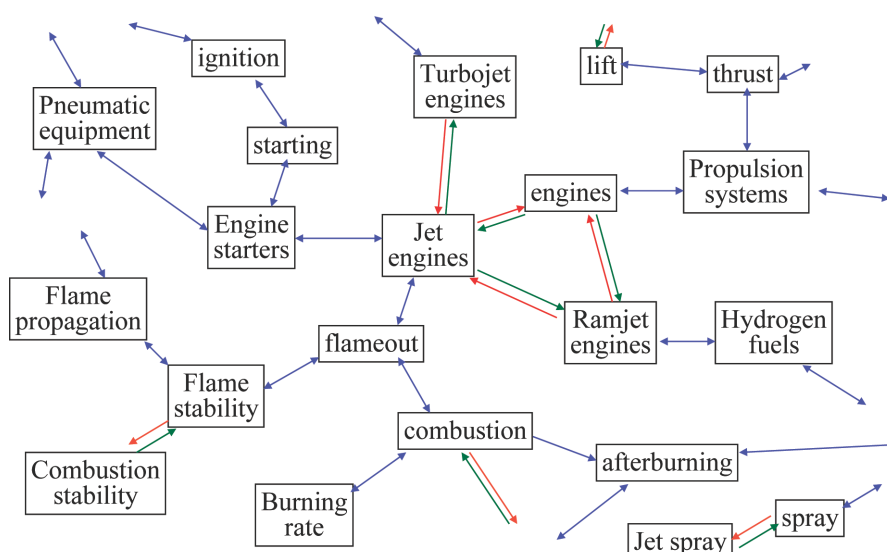 ignition
Turbojet
engines
lift
thrust
Pneumatic
equipment
starting
Propulsion
systems
engines
Engine
starters
Jet
engines
Flame
propagation
flameout
Ramjet
engines
Hydrogen
fuels
Flame
stability
combustion
afterburning
Combustion
stability
Burning
rate
Jet spray
spray